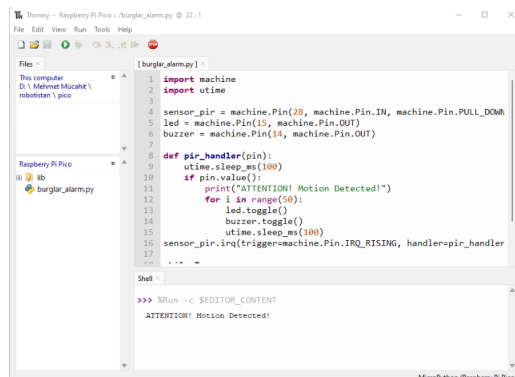 Thonny - Raspberry Pi Pico :: /burglar_alarm.py @ 22 : 1
File Edit View Run Tools Help
Files ×
This computer
D: \ Mehmet Mücahit \
robotistan \ pico
Raspberry Pi Pico
lib
burglar_alarm.py
[ burglar_alarm.py ] ×
1 import machine
2 import utime
3
4 sensor_pir = machine.Pin(28, machine.Pin.IN, machine.Pin.PULL_DOWN
5 led = machine.Pin(15, machine.Pin.OUT)
6 buzzer = machine.Pin(14, machine.Pin.OUT)
7
8 def pir_handler(pin):
9 utime.sleep_ms(100)
10 if pin.value():
11 print("ATTENTION! Motion Detected!")
12 for i in range(50):
13 led.toggle()
14 buzzer.toggle()
15 utime.sleep_ms(100)
16 sensor_pir.irq(trigger=machine.Pin.IRQ_RISING, handler=pir_handler
17
Shell ×
>>> %Run -c $EDITOR_CONTENT
ATTENTION! Motion Detected!